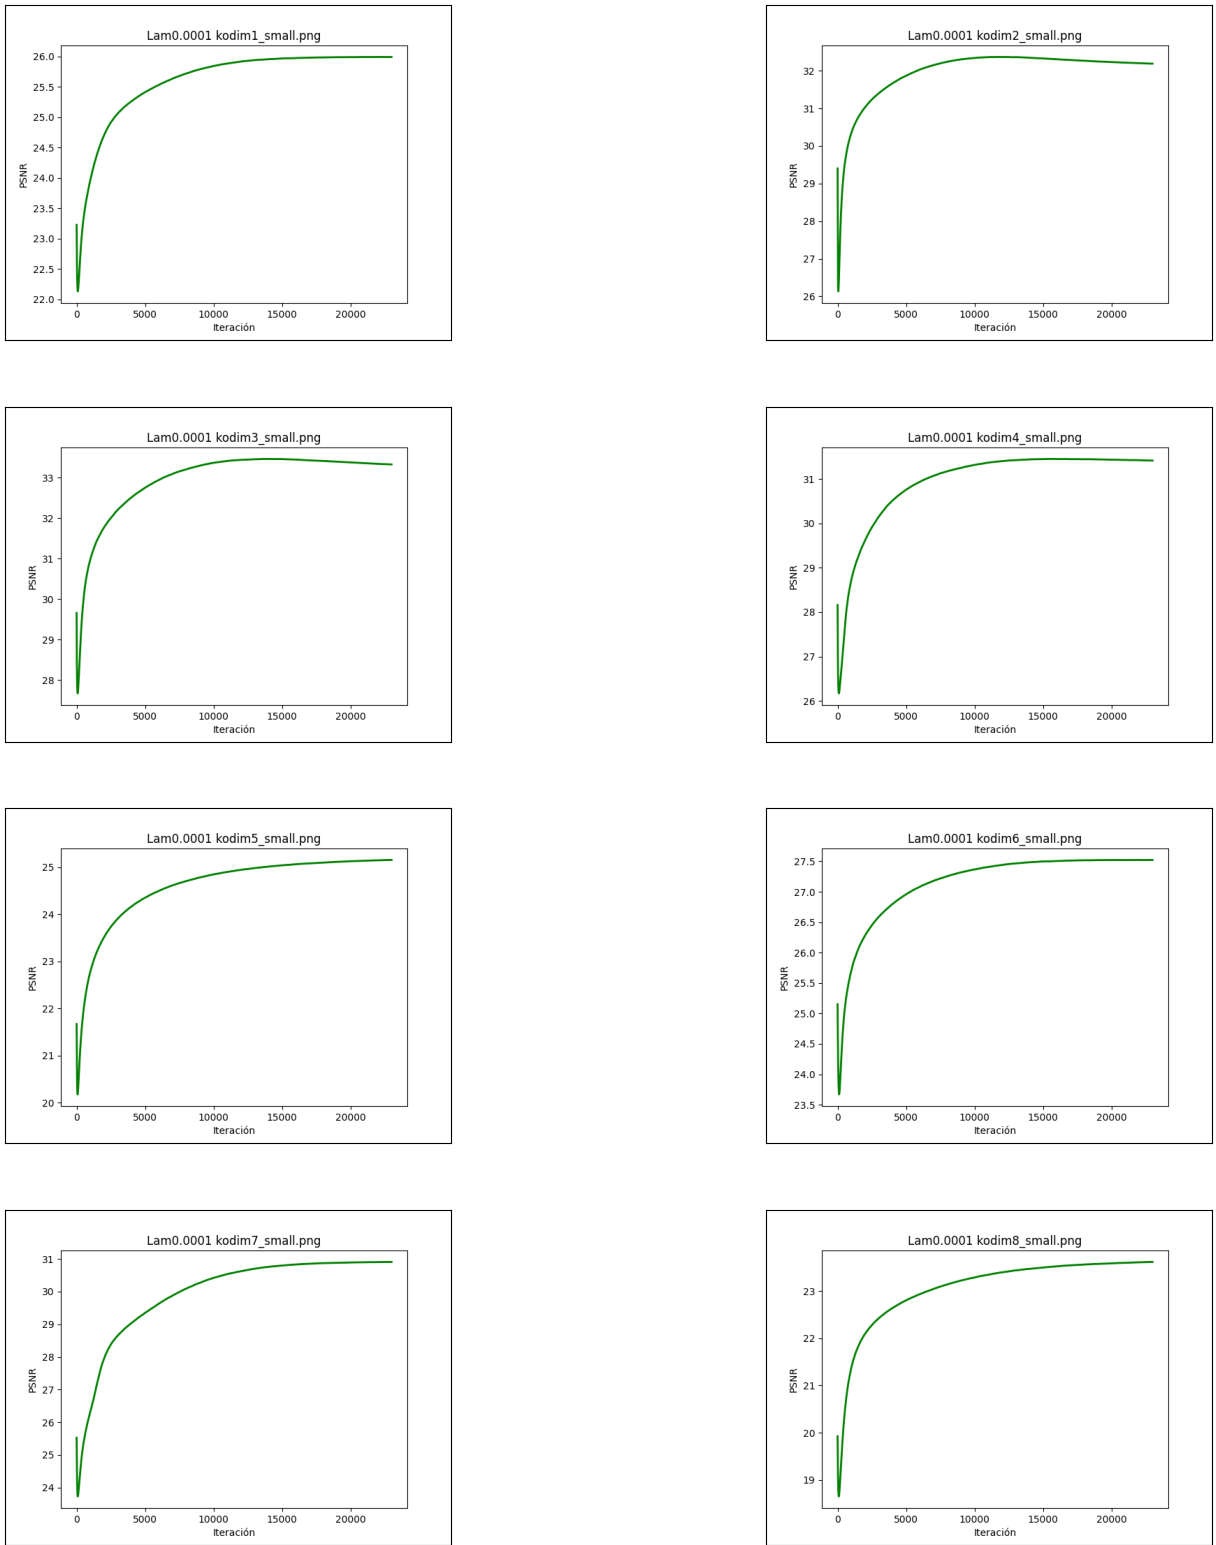 Lam0.0001 kodim1_small.png
26.0
25.5
25.0
24.5
24.0
23.5
23.0
22.5
22.0
PSNR
0 5000 10000 15000 20000
Iteración
Lam0.0001 kodim2_small.png
32
31
30
29
28
27
26
PSNR
0 5000 10000 15000 20000
Iteración
Lam0.0001 kodim3_small.png
33
32
31
30
29
28
PSNR
0 5000 10000 15000 20000
Iteración
Lam0.0001 kodim4_small.png
31
30
29
28
27
26
PSNR
0 5000 10000 15000 20000
Iteración
Lam0.0001 kodim5_small.png
25
24
23
22
21
20
PSNR
0 5000 10000 15000 20000
Iteración
Lam0.0001 kodim6_small.png
27.5
27.0
26.5
26.0
25.5
25.0
24.5
24.0
23.5
PSNR
0 5000 10000 15000 20000
Iteración
Lam0.0001 kodim7_small.png
31
30
29
28
27
26
25
24
PSNR
0 5000 10000 15000 20000
Iteración
Lam0.0001 kodim8_small.png
23
22
21
20
19
PSNR
0 5000 10000 15000 20000
Iteración